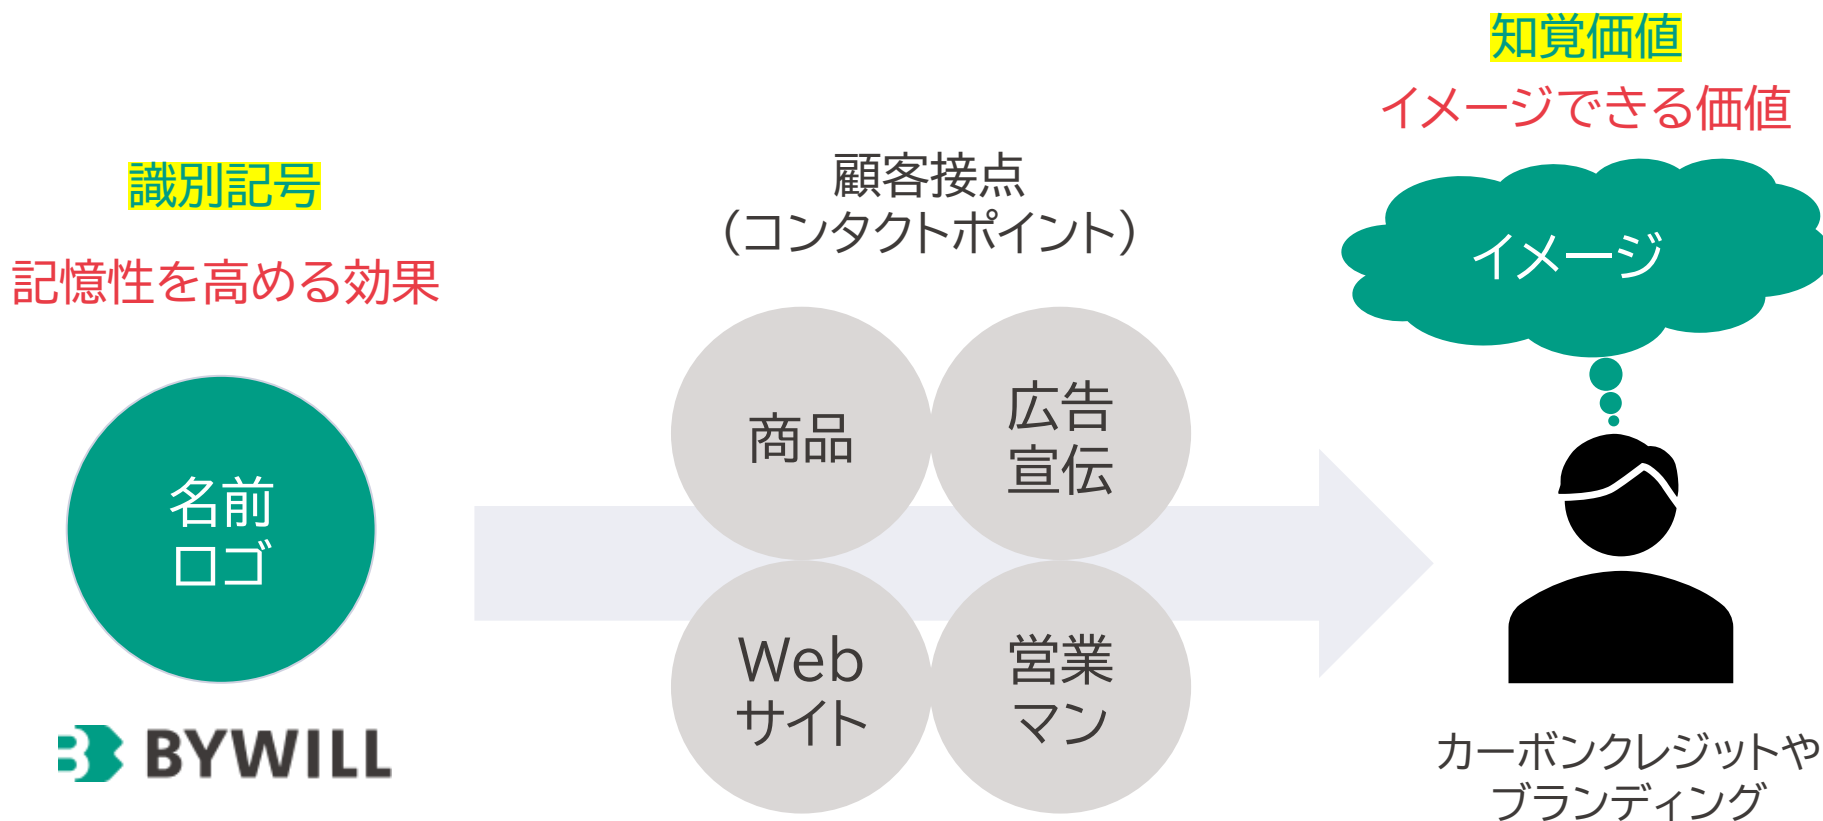 識別記号
記憶性を高める効果
名前
ロゴ
BYWILL
顧客接点
(コンタクトポイント)
商品
広告
宣伝
Web
サイト
営業
マン
知覚価値
イメージできる価値
イメージ
カーボンクレジットや
ブランディング